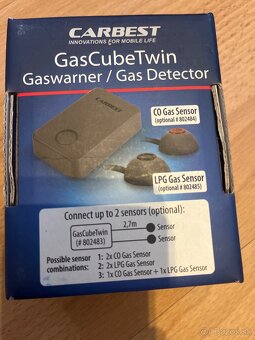 CARBEST
INNOVATIONS FOR MOBILE LIFE
GasCubeTwin
Gaswarner / Gas Detector
CARBEST
CO Gas Sensor
(optional # 802484)
LPG Gas Sensor
(optional # 802485)
Connect up to 2 sensors (optional):
GasCubeTwin
(# 802483)
2,7m
Sensor
Sensor
Possible sensor combinations:
1: 2x CO Gas Sensor
2: 2x LPG Gas Sensor
3: 1x CO Gas Sensor + 1x LPG Gas Sensor